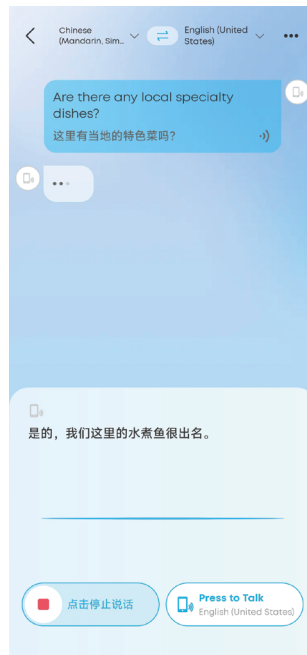 Chinese
(Mandarin, Sim...
English (United
States)
Are there any local specialty
dishes?
这里有当地的特色菜吗？
是的，我们这里的水煮鱼很出名。
点击停止说话
Press to Talk
English (United States)